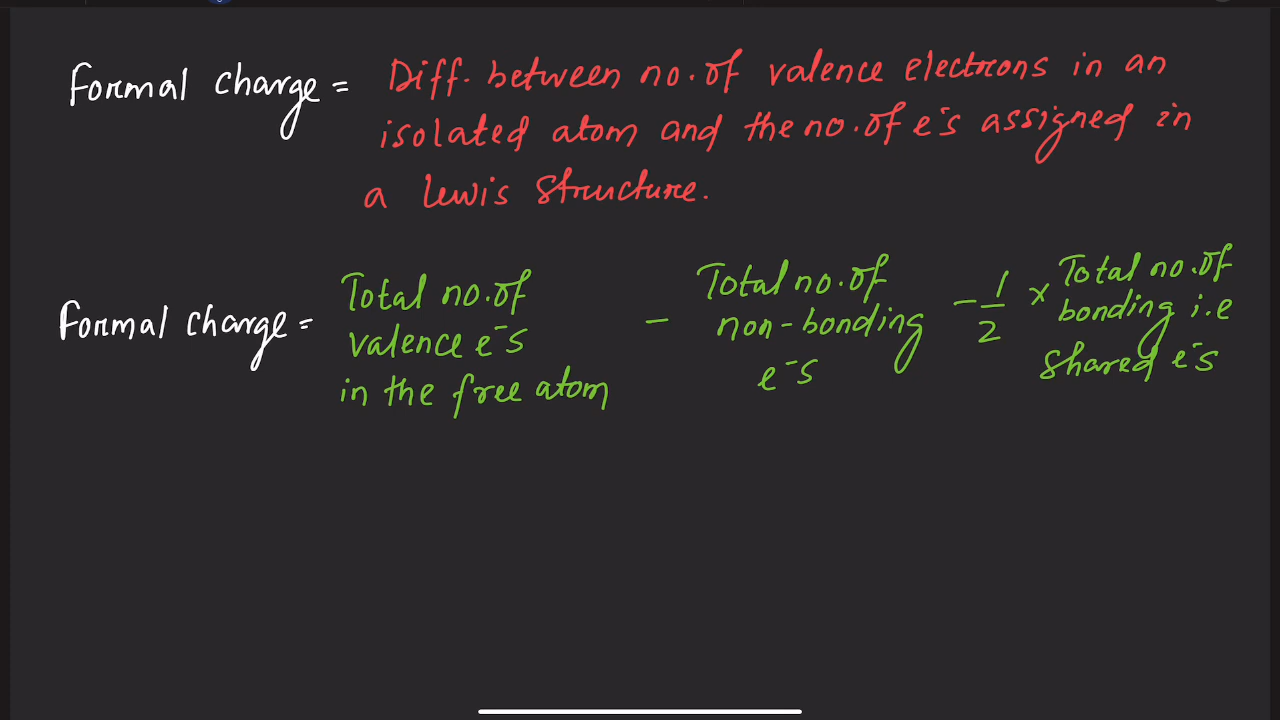 Formal charge = Diff. between no. of valence electrons in an
isolated atom and the no. of e⁻s assigned in
a lewis structure.
Formal charge = Total no. of valence e⁻s in the free atom - Total no. of non-bonding e⁻s - 1/2 × Total no. of bonding i.e shared e⁻s